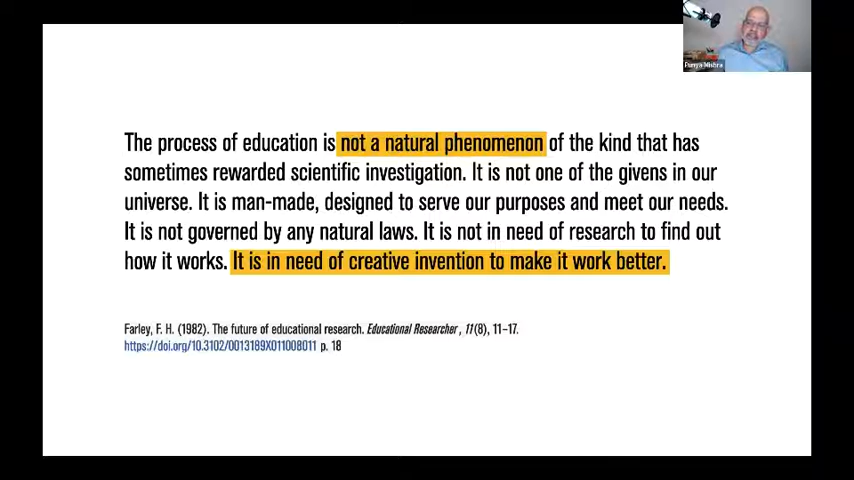 Punya Mishra
The process of education is not a natural phenomenon of the kind that has
sometimes rewarded scientific investigation. It is not one of the givens in our
universe. It is man-made, designed to serve our purposes and meet our needs.
It is not governed by any natural laws. It is not in need of research to find out
how it works. It is in need of creative invention to make it work better.
Farley, F. H. (1982). The future of educational research. Educational Researcher , 11(8), 11–17.
https://doi.org/10.3102/0013189X011008011 p. 18